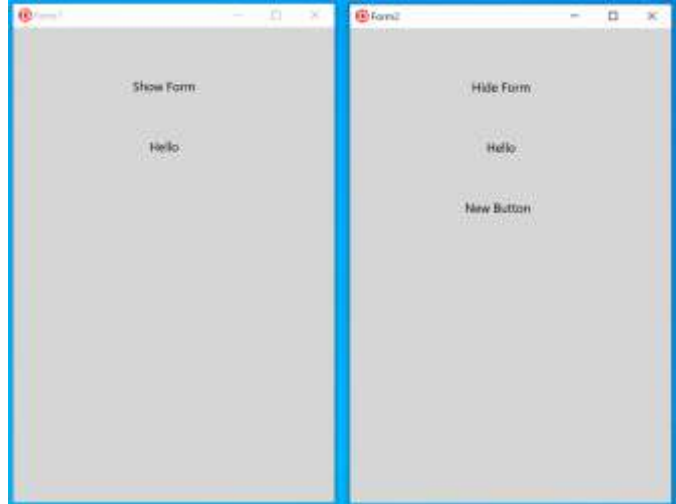 Form1
Show Form
Hello
Form2
Hide Form
Hello
New Button